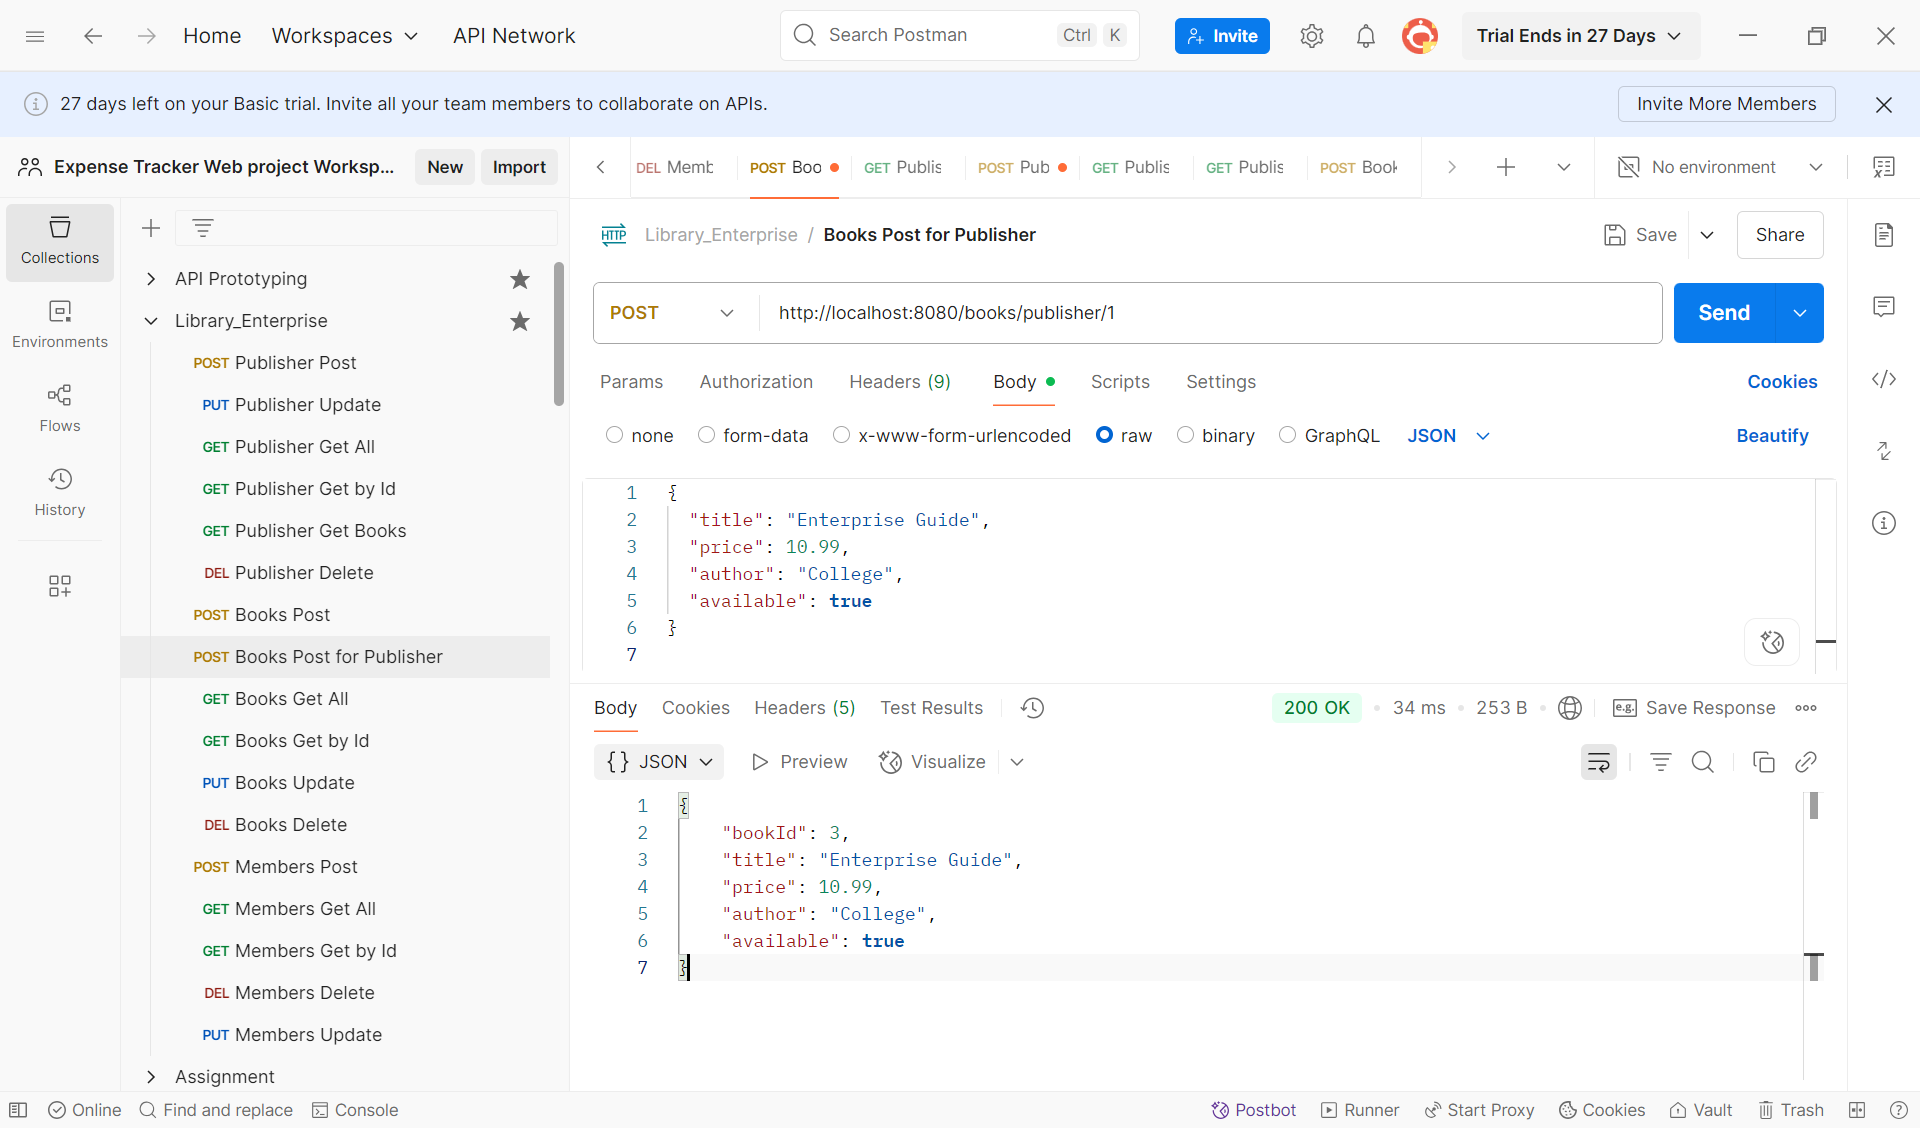 Home
Workspaces
API Network
Search Postman
Ctrl K
Invite
Trial Ends in 27 Days
27 days left on your Basic trial. Invite all your team members to collaborate on APIs.
Invite More Members
Expense Tracker Web project Worksp...
New
Import
DEL Memb
POST Boo
GET Publis
POST Pub
GET Publis
GET Publis
POST Book
No environment
Collections
Environments
Flows
History
API Prototyping
Library_Enterprise
POST Publisher Post
PUT Publisher Update
GET Publisher Get All
GET Publisher Get by Id
GET Publisher Get Books
DEL Publisher Delete
POST Books Post
POST Books Post for Publisher
GET Books Get All
GET Books Get by Id
PUT Books Update
DEL Books Delete
POST Members Post
GET Members Get All
GET Members Get by Id
DEL Members Delete
PUT Members Update
Assignment
HTTP Library_Enterprise / Books Post for Publisher
Save
Share
POST
http://localhost:8080/books/publisher/1
Send
Params
Authorization
Headers (9)
Body
Scripts
Settings
Cookies
none
form-data
x-www-form-urlencoded
raw
binary
GraphQL
JSON
Beautify
1 {
2 "title": "Enterprise Guide",
3 "price": 10.99,
4 "author": "College",
5 "available": true
6 }
7
Body
Cookies
Headers (5)
Test Results
200 OK
34 ms
253 B
e.g. Save Response
{} JSON
Preview
Visualize
1 {
2 "bookId": 3,
3 "title": "Enterprise Guide",
4 "price": 10.99,
5 "author": "College",
6 "available": true
7 }
Online
Find and replace
Console
Postbot
Runner
Start Proxy
Cookies
Vault
Trash